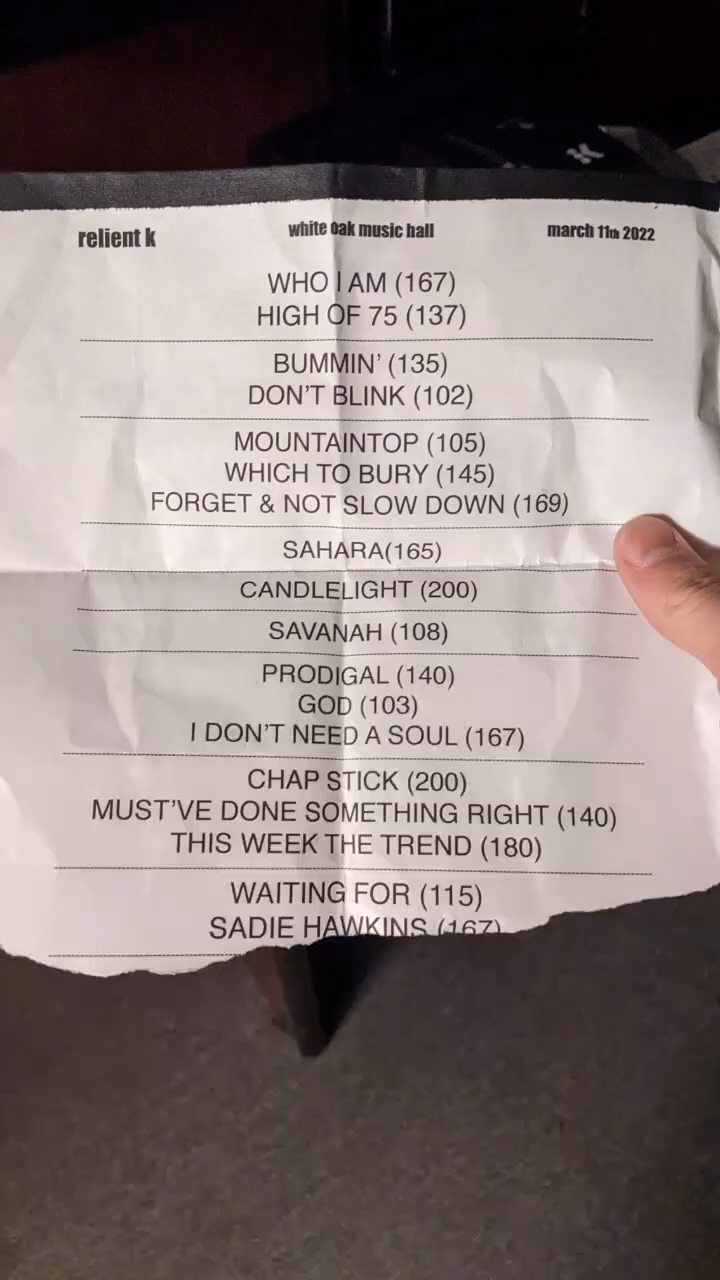 relient k white oak music hall march 11th 2022
WHO I AM (167)
HIGH OF 75 (137)
BUMMIN' (135)
DON'T BLINK (102)
MOUNTAINTOP (105)
WHICH TO BURY (145)
FORGET & NOT SLOW DOWN (169)
SAHARA(165)
CANDLELIGHT (200)
SAVANAH (108)
PRODIGAL (140)
GOD (103)
I DON'T NEED A SOUL (167)
CHAP STICK (200)
MUST'VE DONE SOMETHING RIGHT (140)
THIS WEEK THE TREND (180)
WAITING FOR (115)
SADIE HAWKINS (167)